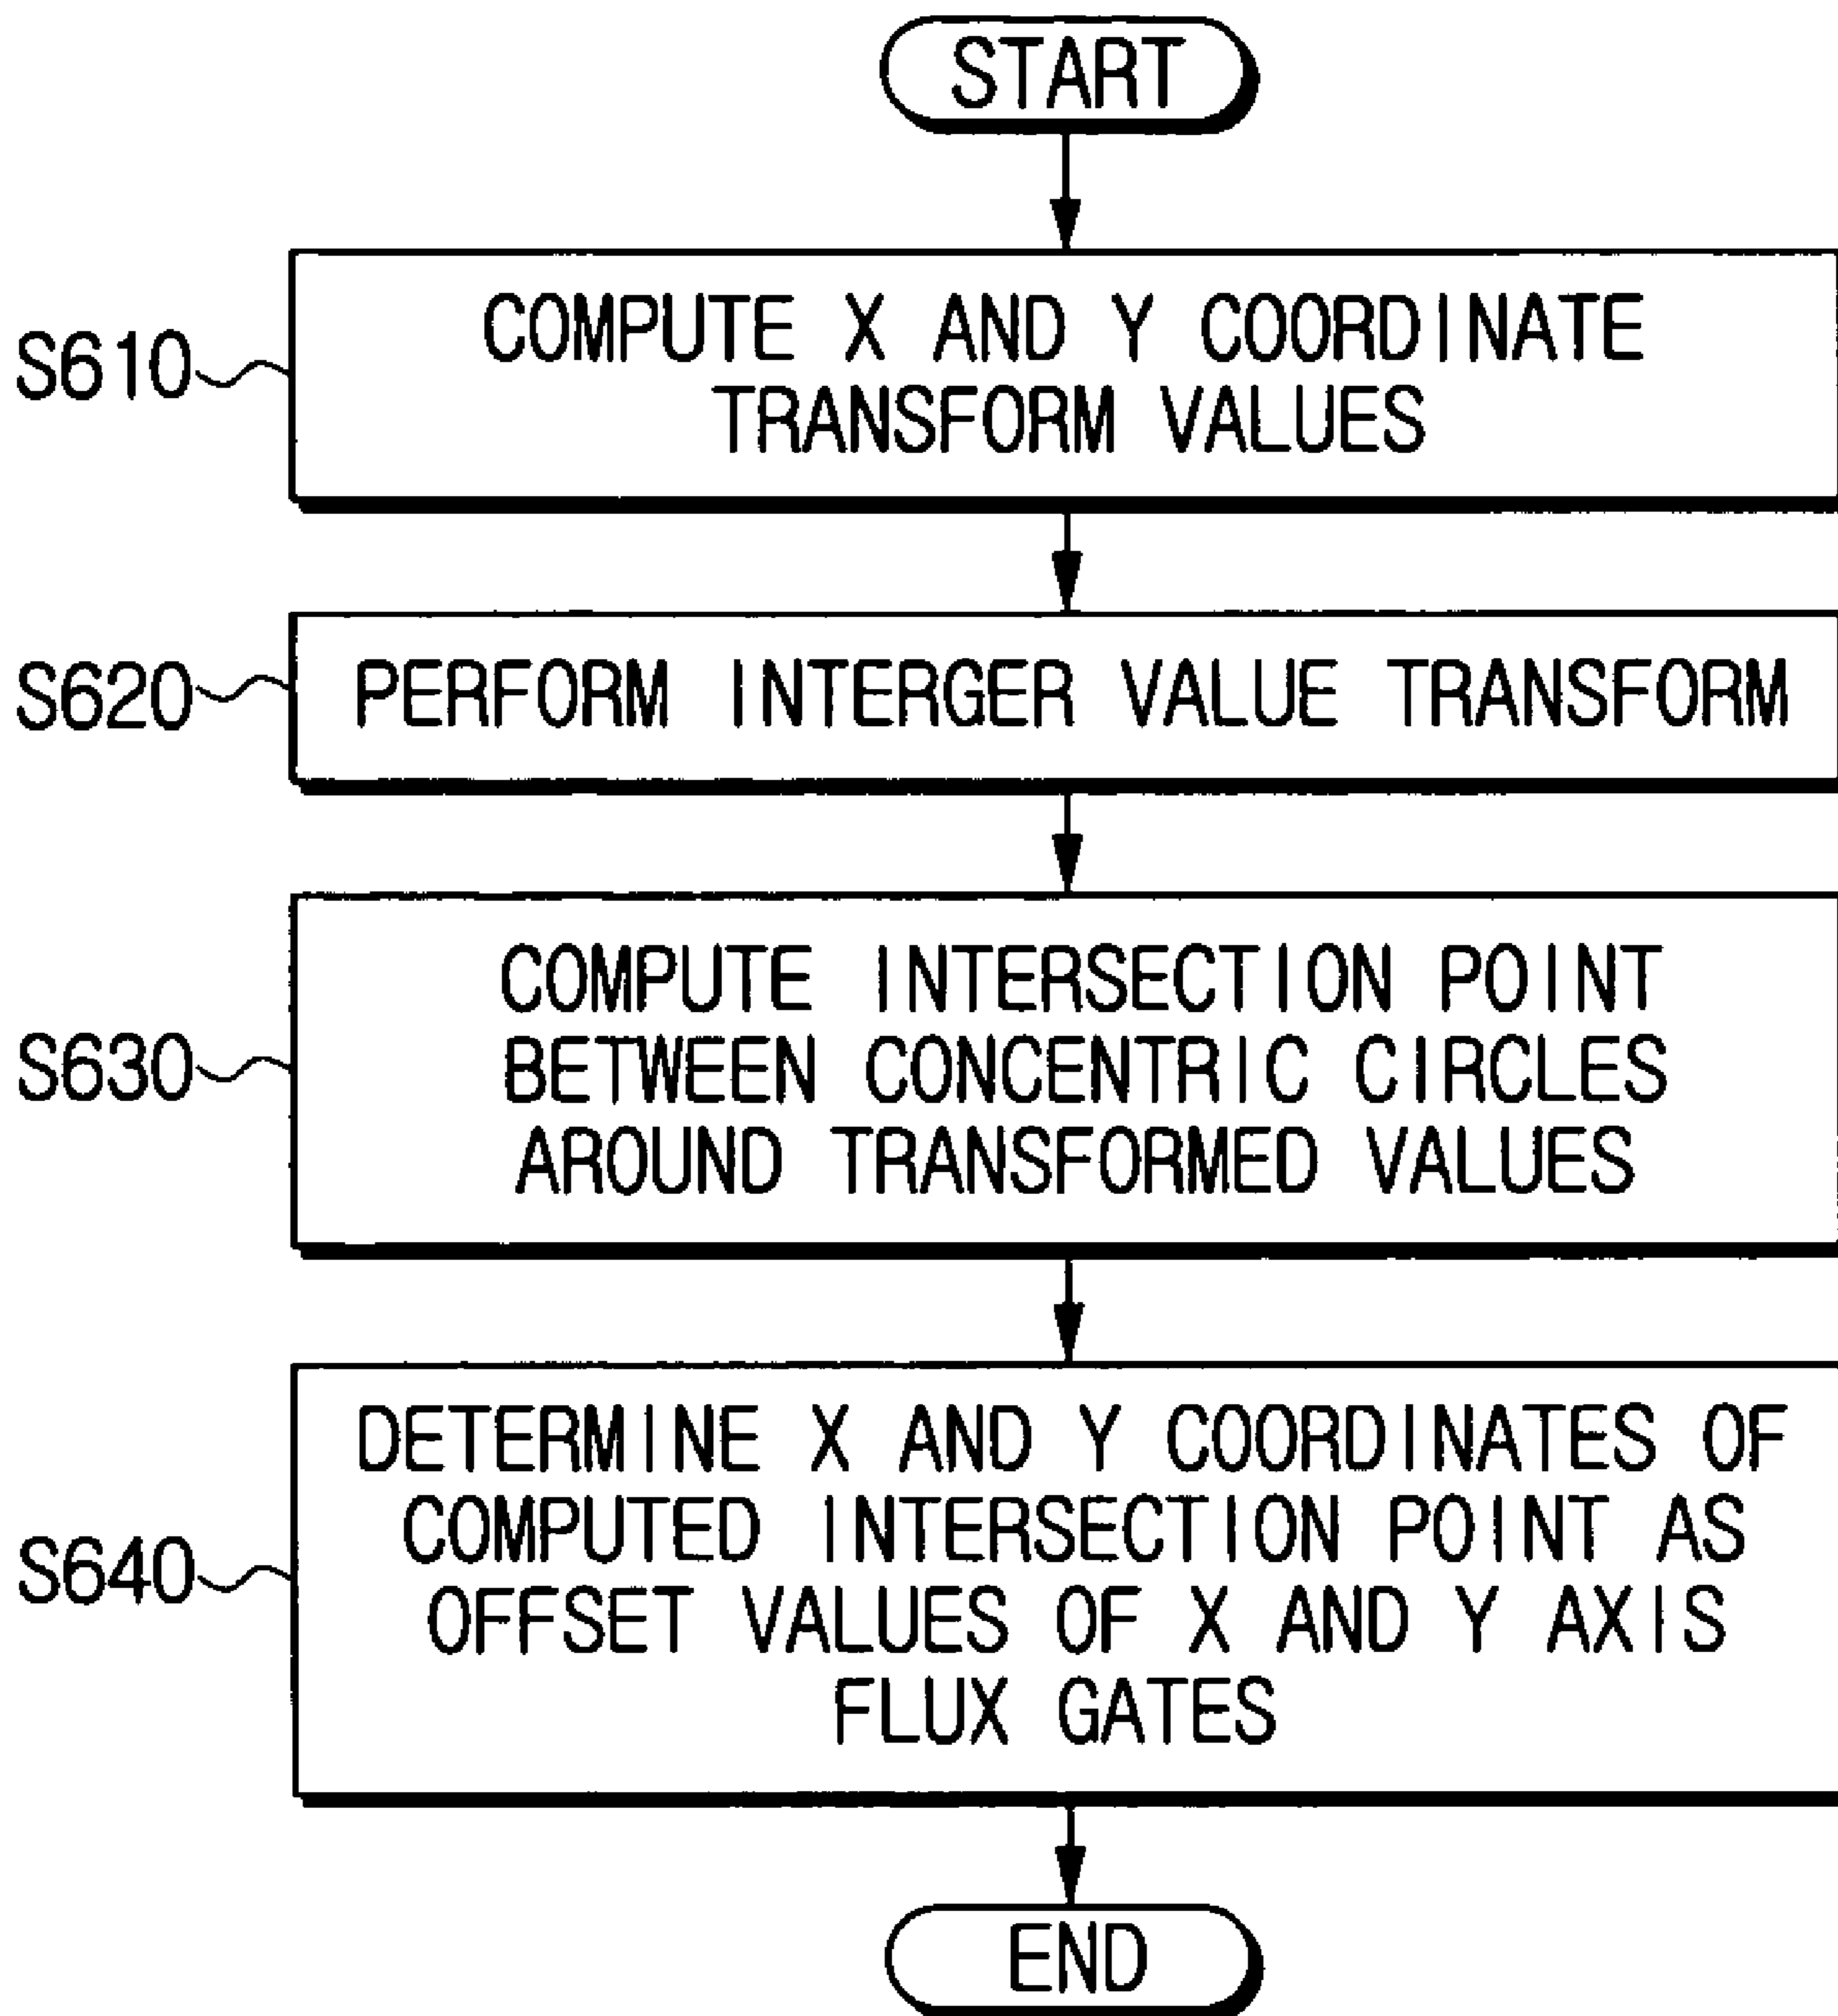 START
S610
COMPUTE X AND Y COORDINATE
TRANSFORM VALUES
S620
PERFORM INTERGER VALUE TRANSFORM
S630
COMPUTE INTERSECTION POINT
BETWEEN CONCENTRIC CIRCLES
AROUND TRANSFORMED VALUES
S640
DETERMINE X AND Y COORDINATES OF
COMPUTED INTERSECTION POINT AS
OFFSET VALUES OF X AND Y AXIS
FLUX GATES
END